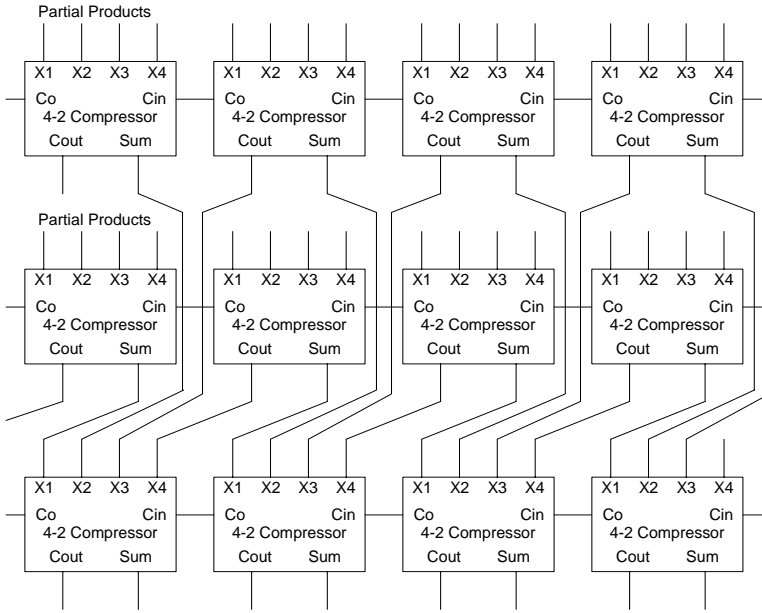 Partial Products
X1 X2 X3 X4 X1 X2 X3 X4 X1 X2 X3 X4 X1 X2 X3 X4
Co Cin Co Cin Co Cin Co Cin
4-2 Compressor 4-2 Compressor 4-2 Compressor 4-2 Compressor
Cout Sum Cout Sum Cout Sum Cout Sum
Partial Products
X1 X2 X3 X4 X1 X2 X3 X4 X1 X2 X3 X4 X1 X2 X3 X4
Co Cin Co Cin Co Cin Co Cin
4-2 Compressor 4-2 Compressor 4-2 Compressor 4-2 Compressor
Cout Sum Cout Sum Cout Sum Cout Sum
X1 X2 X3 X4 X1 X2 X3 X4 X1 X2 X3 X4 X1 X2 X3 X4
Co Cin Co Cin Co Cin Co Cin
4-2 Compressor 4-2 Compressor 4-2 Compressor 4-2 Compressor
Cout Sum Cout Sum Cout Sum Cout Sum